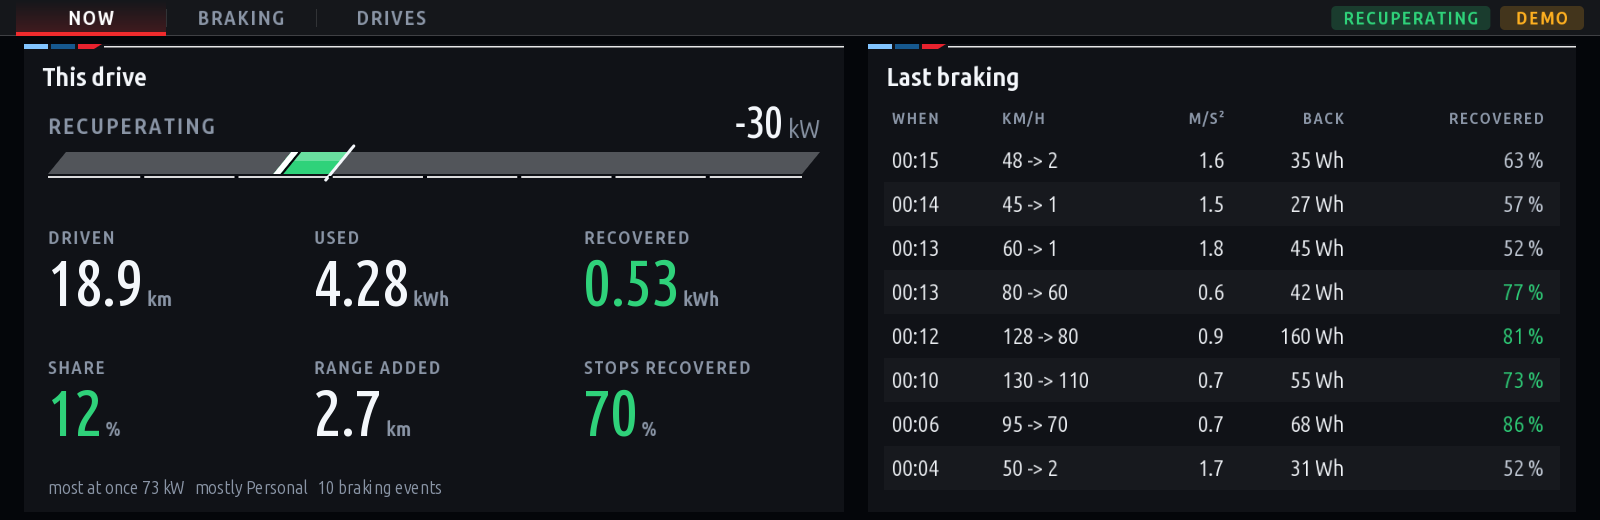 NOW BRAKING DRIVES RECUPERATING DEMO
This drive
RECUPERATING -30 kW
DRIVEN USED RECOVERED
18.9 km 4.28 kWh 0.53 kWh
SHARE RANGE ADDED STOPS RECOVERED
12 % 2.7 km 70 %
most at once 73 kW mostly Personal 10 braking events
Last braking
WHEN KM/H M/S² BACK RECOVERED
00:15 48 -> 2 1.6 35 Wh 63 %
00:14 45 -> 1 1.5 27 Wh 57 %
00:13 60 -> 1 1.8 45 Wh 52 %
00:13 80 -> 60 0.6 42 Wh 77 %
00:12 128 -> 80 0.9 160 Wh 81 %
00:10 130 -> 110 0.7 55 Wh 73 %
00:06 95 -> 70 0.7 68 Wh 86 %
00:04 50 -> 2 1.7 31 Wh 52 %